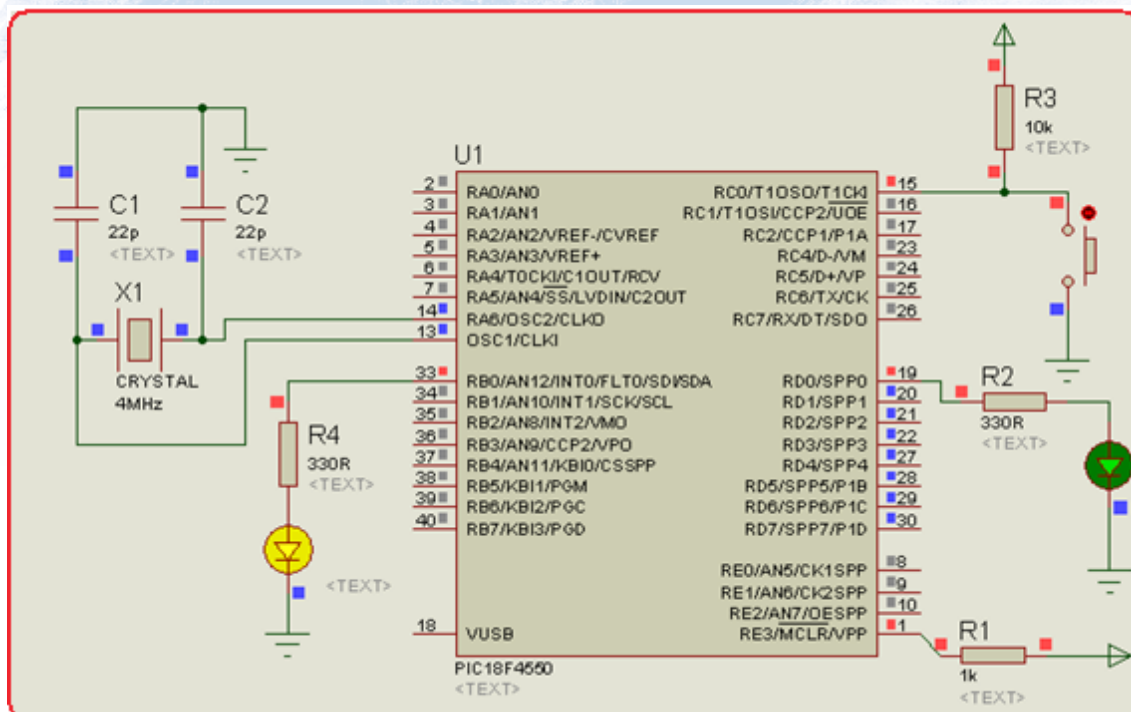 R3
10k
<TEXT>
C1
22p
<TEXT>
C2
22p
<TEXT>
X1
CRYSTAL
4MHz
U1
2 RA0/AN0
3 RA1/AN1
4 RA2/AN2/VREF-/CVREF
5 RA3/AN3/VREF+
6 RA4/T0CKI/C1OUT/RCV
7 RA5/AN4/SS/LVDIN/C2OUT
14 RA6/OSC2/CLKO
13 OSC1/CLKI
33 RB0/AN12/INT0/FLT0/SDI/SDA
34 RB1/AN10/INT1/SCK/SCL
35 RB2/AN8/INT2/VMO
36 RB3/AN9/CCP2/VPO
37 RB4/AN11/KBI0/CSSPP
38 RB5/KBI1/PGM
39 RB6/KBI2/PGC
40 RB7/KBI3/PGD
18 VUSB
RC0/T1OSO/T1CKI 15
RC1/T1OSI/CCP2/UOE 16
RC2/CCP1/P1A 17
RC4/D-/VM 23
RC5/D+/VP 24
RC6/TX/CK 25
RC7/RX/DT/SDO 26
RD0/SPP0 19
RD1/SPP1 20
RD2/SPP2 21
RD3/SPP3 22
RD4/SPP4 27
RD5/SPP5/P1B 28
RD6/SPP6/P1C 29
RD7/SPP7/P1D 30
RE0/AN5/CK1SPP 8
RE1/AN6/CK2SPP 9
RE2/AN7/OESPP 10
RE3/MCLR/VPP 1
PIC18F4550
<TEXT>
R4
330R
<TEXT>
<TEXT>
R2
330R
<TEXT>
R1
1k
<TEXT>